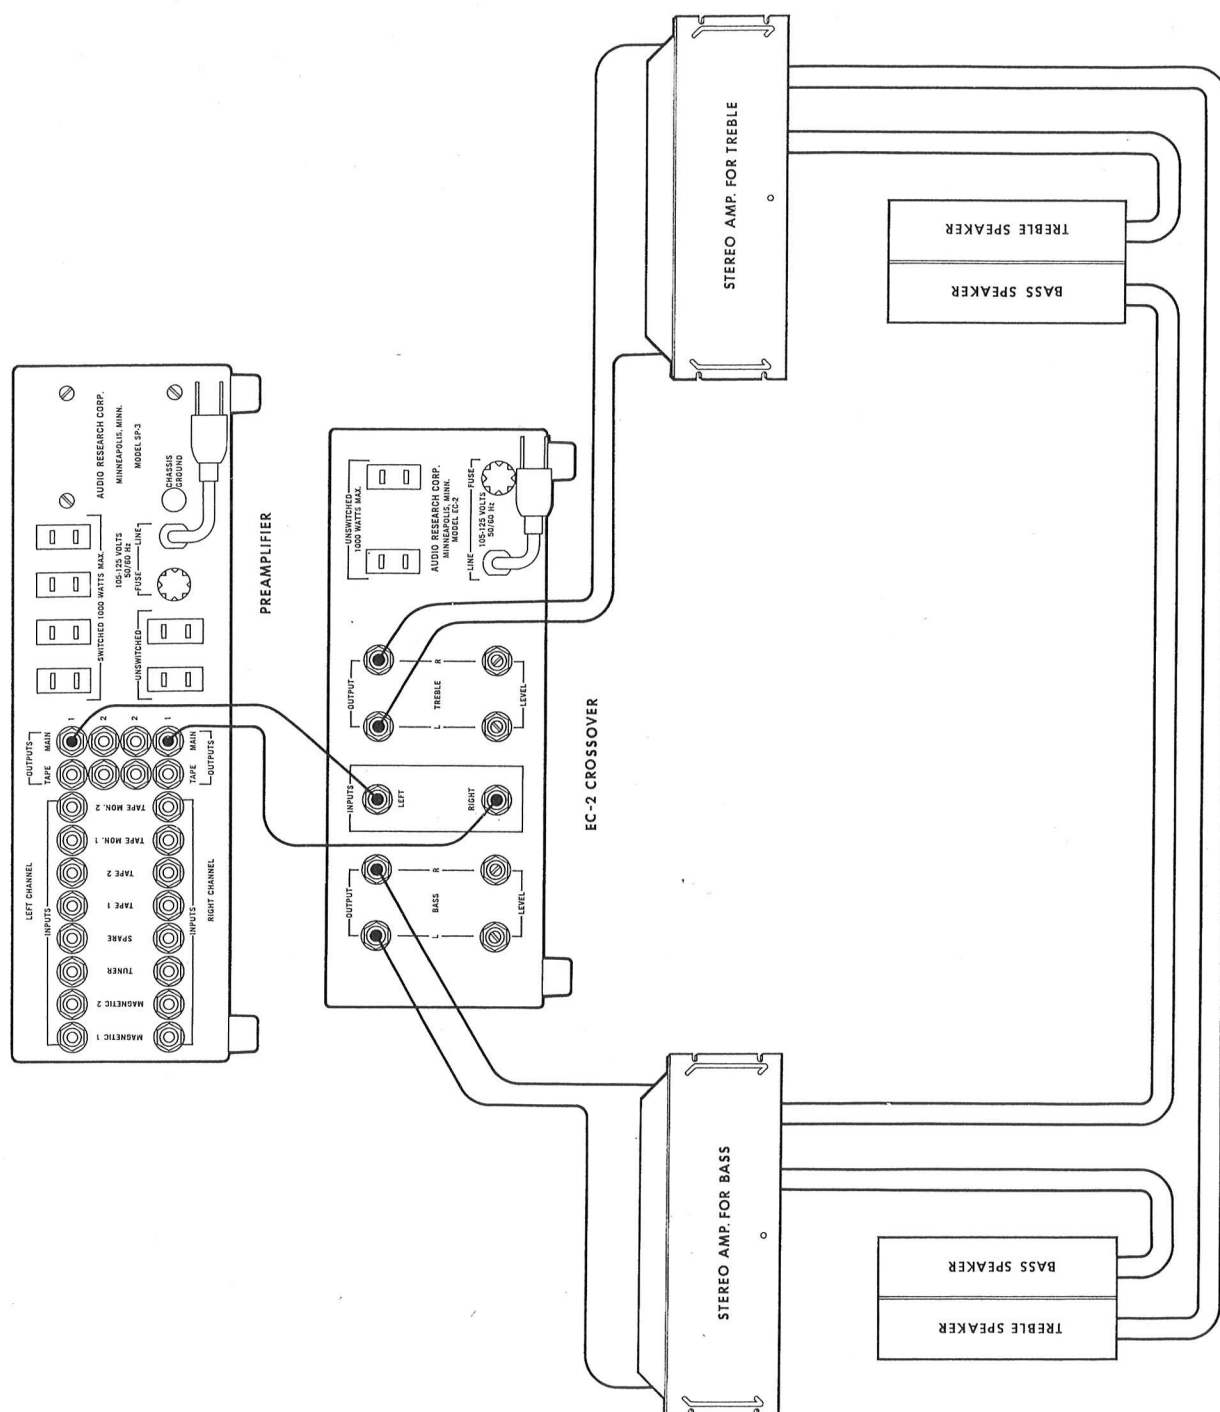 AUDIO RESEARCH CORP.
MINNEAPOLIS, MINN.
MODEL SP-3
CHASSIS
GROUND
SWITCHED 1000 WATTS MAX.
105-125 VOLTS
50/60 Hz
FUSE
LINE
UNSWITCHED
OUTPUTS
MAIN
TAPE
1
2
2
1
MAIN
TAPE
OUTPUTS
LEFT CHANNEL
INPUTS
MAGNETIC 1
MAGNETIC 2
TUNER
SPARE
TAPE 1
TAPE 2
TAPE MON. 1
TAPE MON. 2
INPUTS
RIGHT CHANNEL
PREAMPLIFIER
UNSWITCHED
1000 WATTS MAX.
AUDIO RESEARCH CORP.
MINNEAPOLIS, MINN.
MODEL EC-2
LINE
FUSE
105-125 VOLTS
50/60 Hz
OUTPUT
L
R
TREBLE
LEVEL
INPUTS
LEFT
RIGHT
OUTPUT
L
R
BASS
LEVEL
EC-2 CROSSOVER
STEREO AMP. FOR TREBLE
TREBLE SPEAKER
BASS SPEAKER
STEREO AMP. FOR BASS
BASS SPEAKER
TREBLE SPEAKER